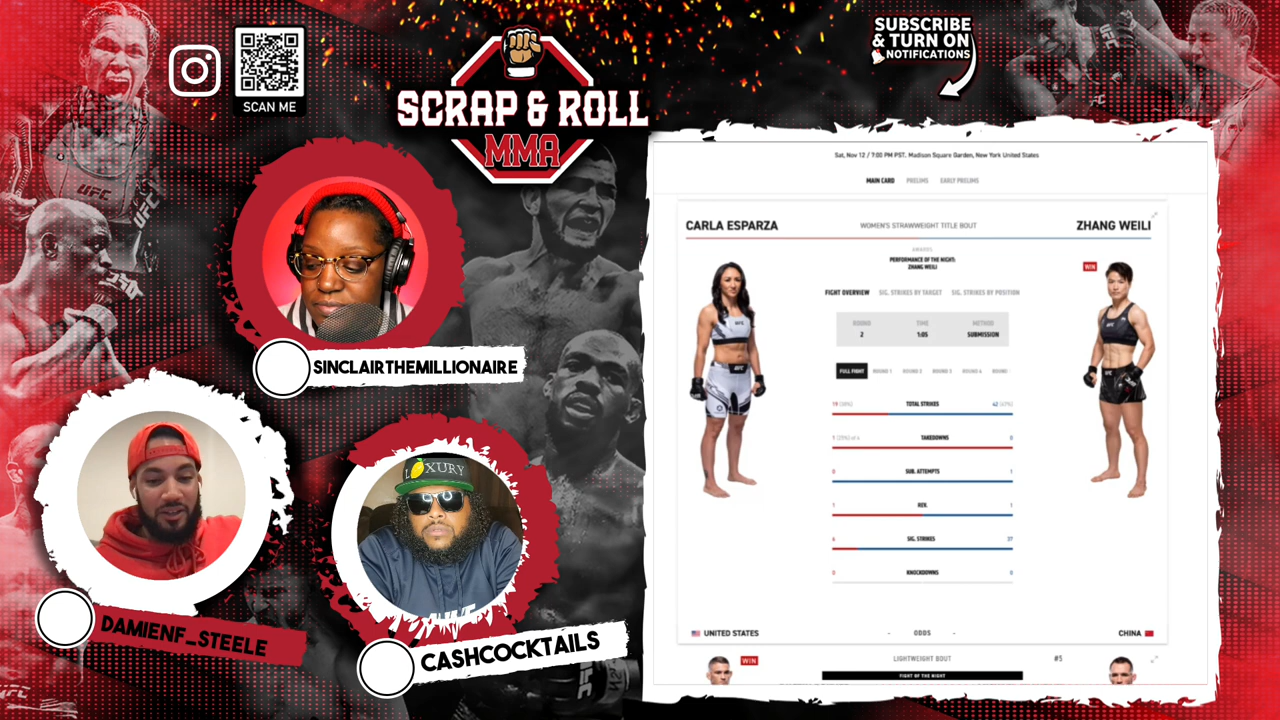 SCAN ME
SCRAP & ROLL
MMA
SUBSCRIBE
& TURN ON
NOTIFICATIONS
SINCLAIRTHEMILLIONAIRE
DAMIENF_STEELE
CASHCOCKTAILS
LUXURY
Sat, Nov 12 / 7:00 PM PST. Madison Square Garden, New York United States
MAIN CARD PRELIMS EARLY PRELIMS
CARLA ESPARZA WOMEN'S STRAWWEIGHT TITLE BOUT ZHANG WEILI
AWARDS
PERFORMANCE OF THE NIGHT:
ZHANG WEILI
WIN
FIGHT OVERVIEW SIG. STRIKES BY TARGET SIG. STRIKES BY POSITION
ROUND TIME METHOD
2 1:05 SUBMISSION
FULL FIGHT ROUND 1 ROUND 2 ROUND 3 ROUND 4 ROUND
TOTAL STRIKES 42
TAKEDOWNS 0
0 SUB. ATTEMPTS 1
1 REV. 1
SIG. STRIKES 37
0 KNOCKDOWNS 0
UNITED STATES - ODDS - CHINA
WIN LIGHTWEIGHT BOUT #5
FIGHT OF THE NIGHT
UFC
UFC
UFC